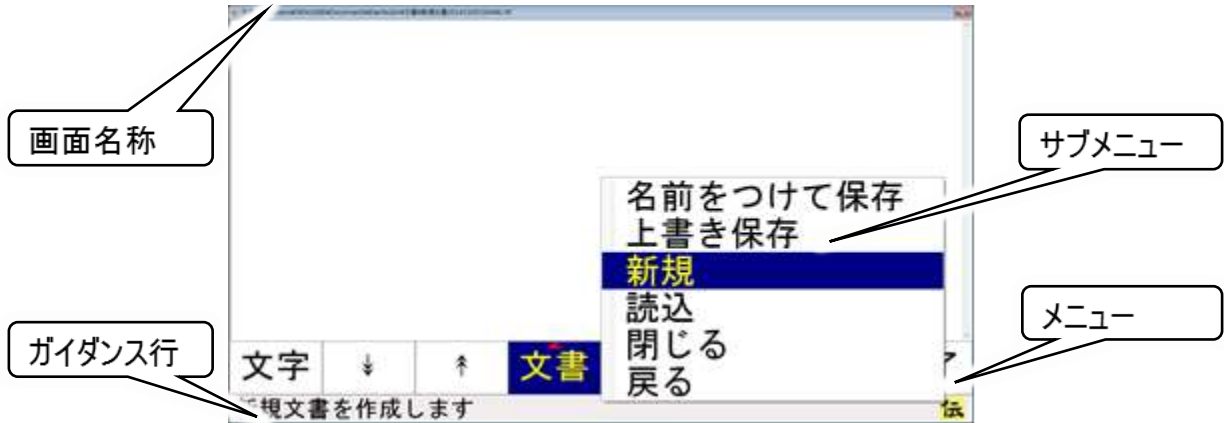 画面名称
サブメニュー
名前をつけて保存
上書き保存
新規
読込
閉じる
戻る
メニュー
ガイダンス行
文字 ↡ ↟ 文書
規文書を作成します
伝